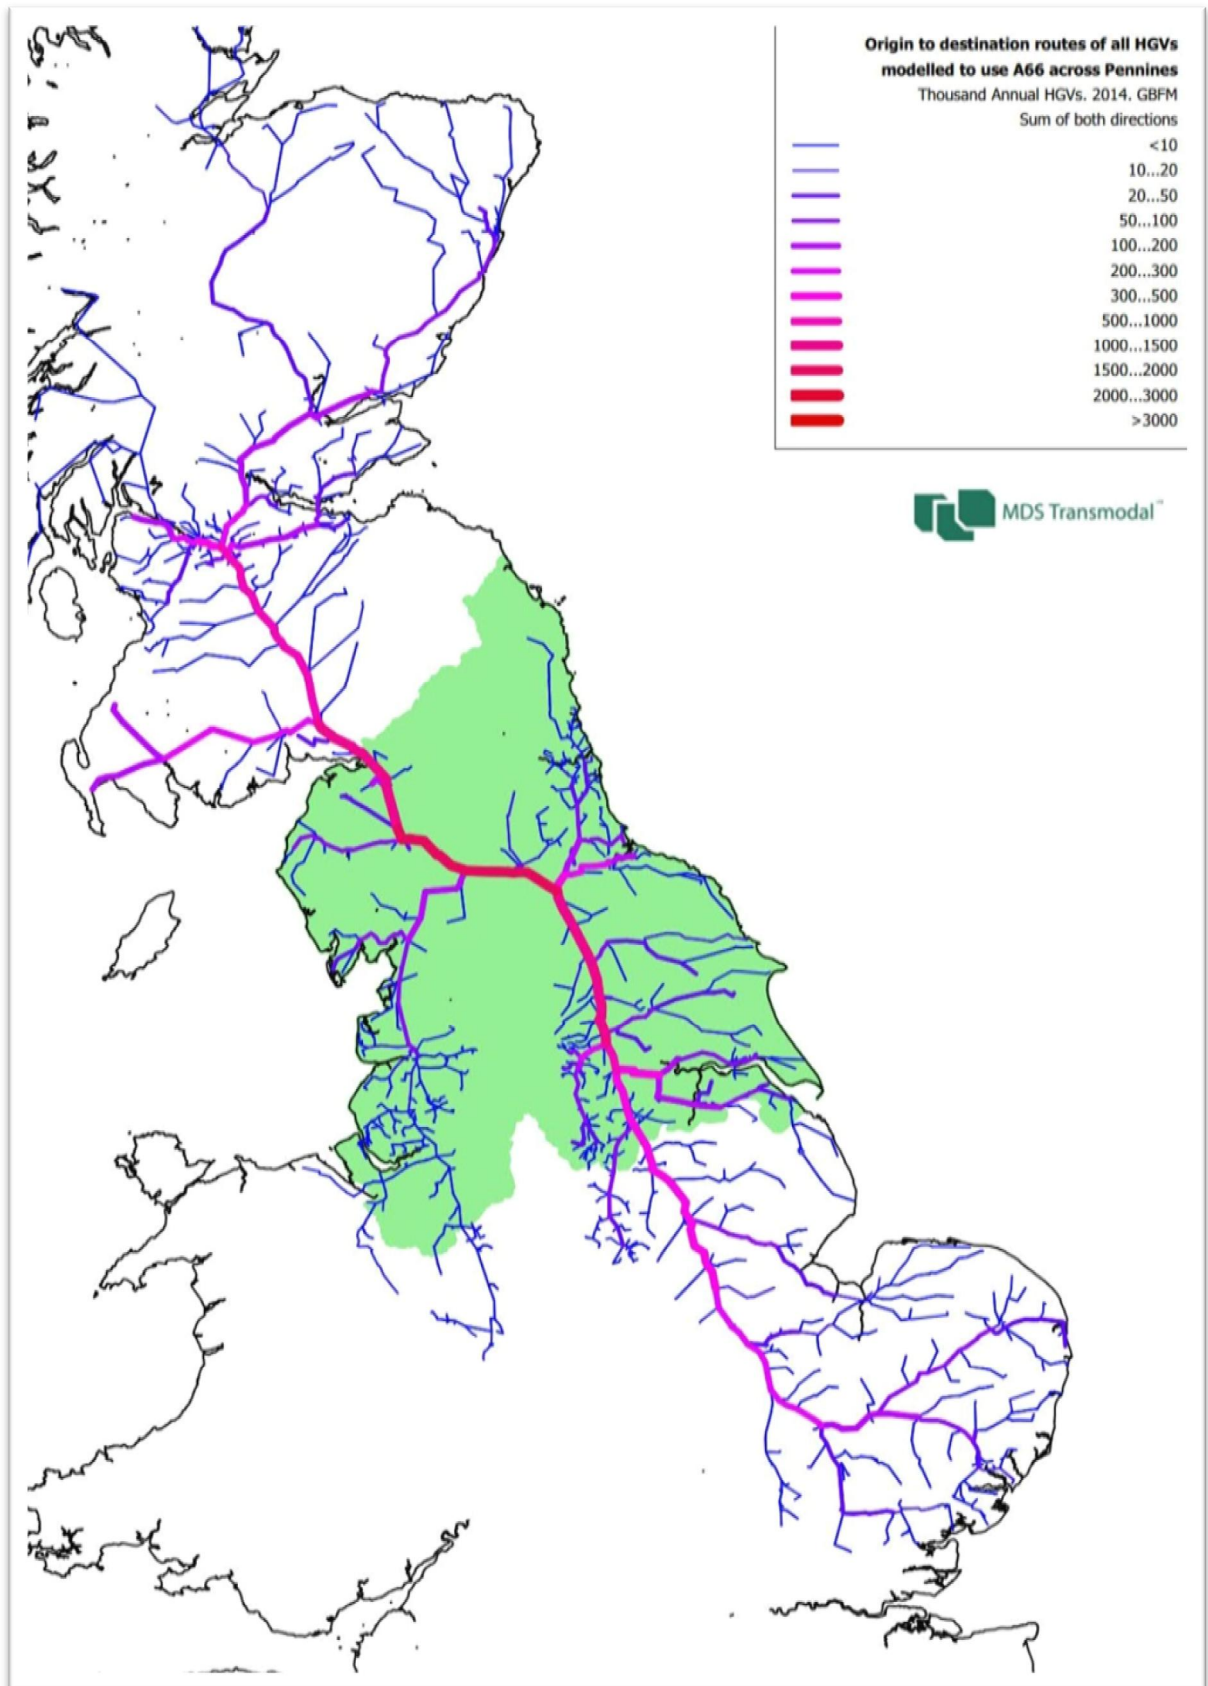 Origin to destination routes of all HGVs
modelled to use A66 across Pennines
Thousand Annual HGVs. 2014. GBFM
Sum of both directions
<10
10...20
20...50
50...100
100...200
200...300
300...500
500...1000
1000...1500
1500...2000
2000...3000
>3000
MDS Transmodal™